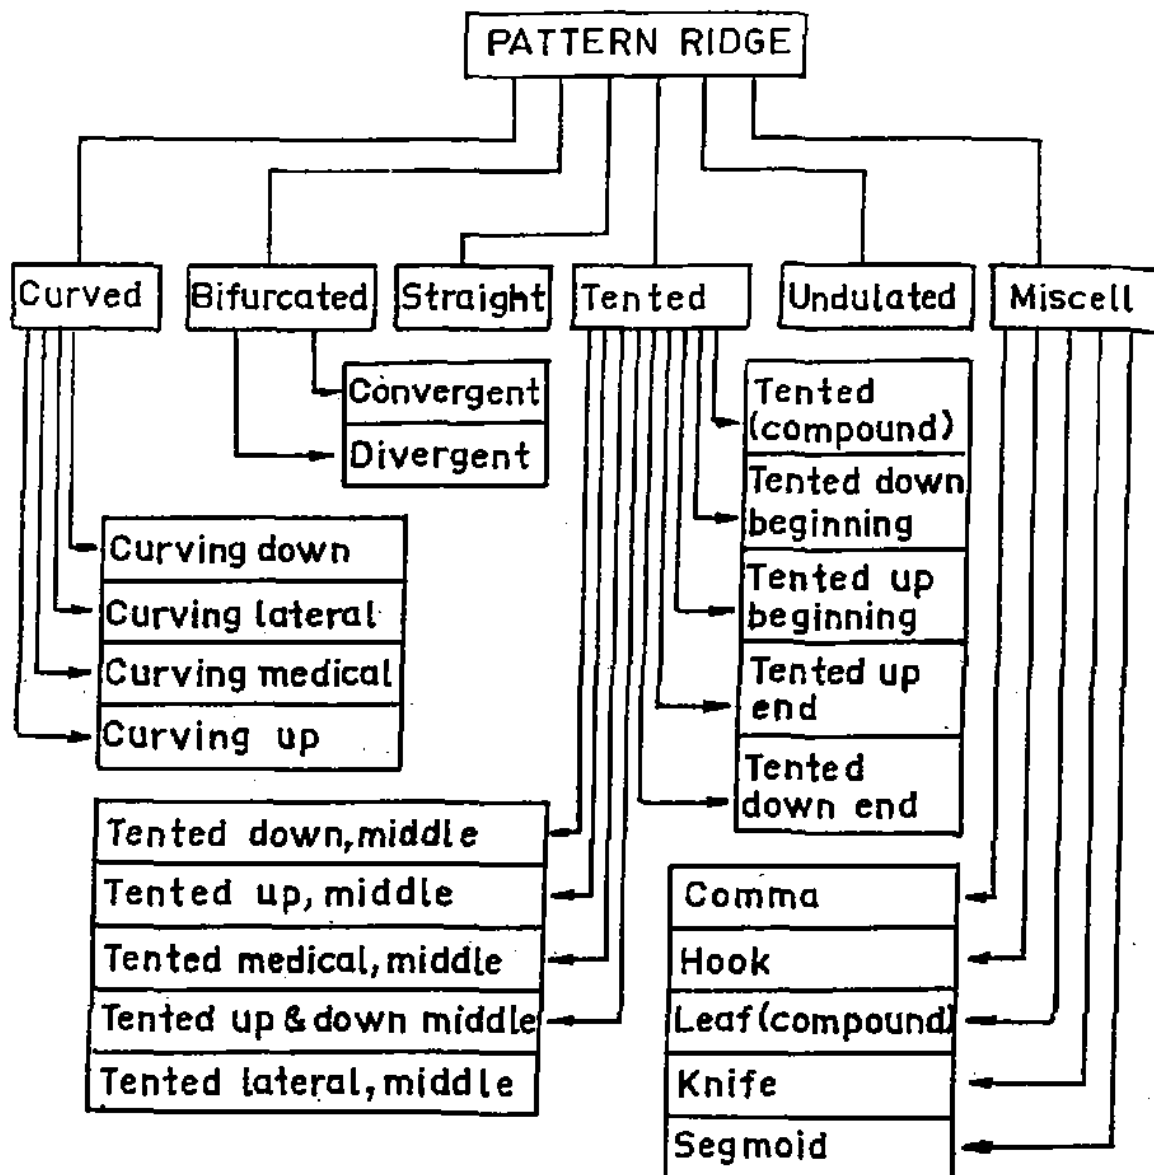 PATTERN RIDGE
Curved
Bifurcated
Straight
Tented
Undulated
Miscell
Convergent
Divergent
Curving down
Curving lateral
Curving medical
Curving up
Tented
(compound)
Tented down
beginning
Tented up
beginning
Tented up
end
Tented
down end
Tented down, middle
Tented up, middle
Tented medical, middle
Tented up & down middle
Tented lateral, middle
Comma
Hook
Leaf (compound)
Knife
Segmoid